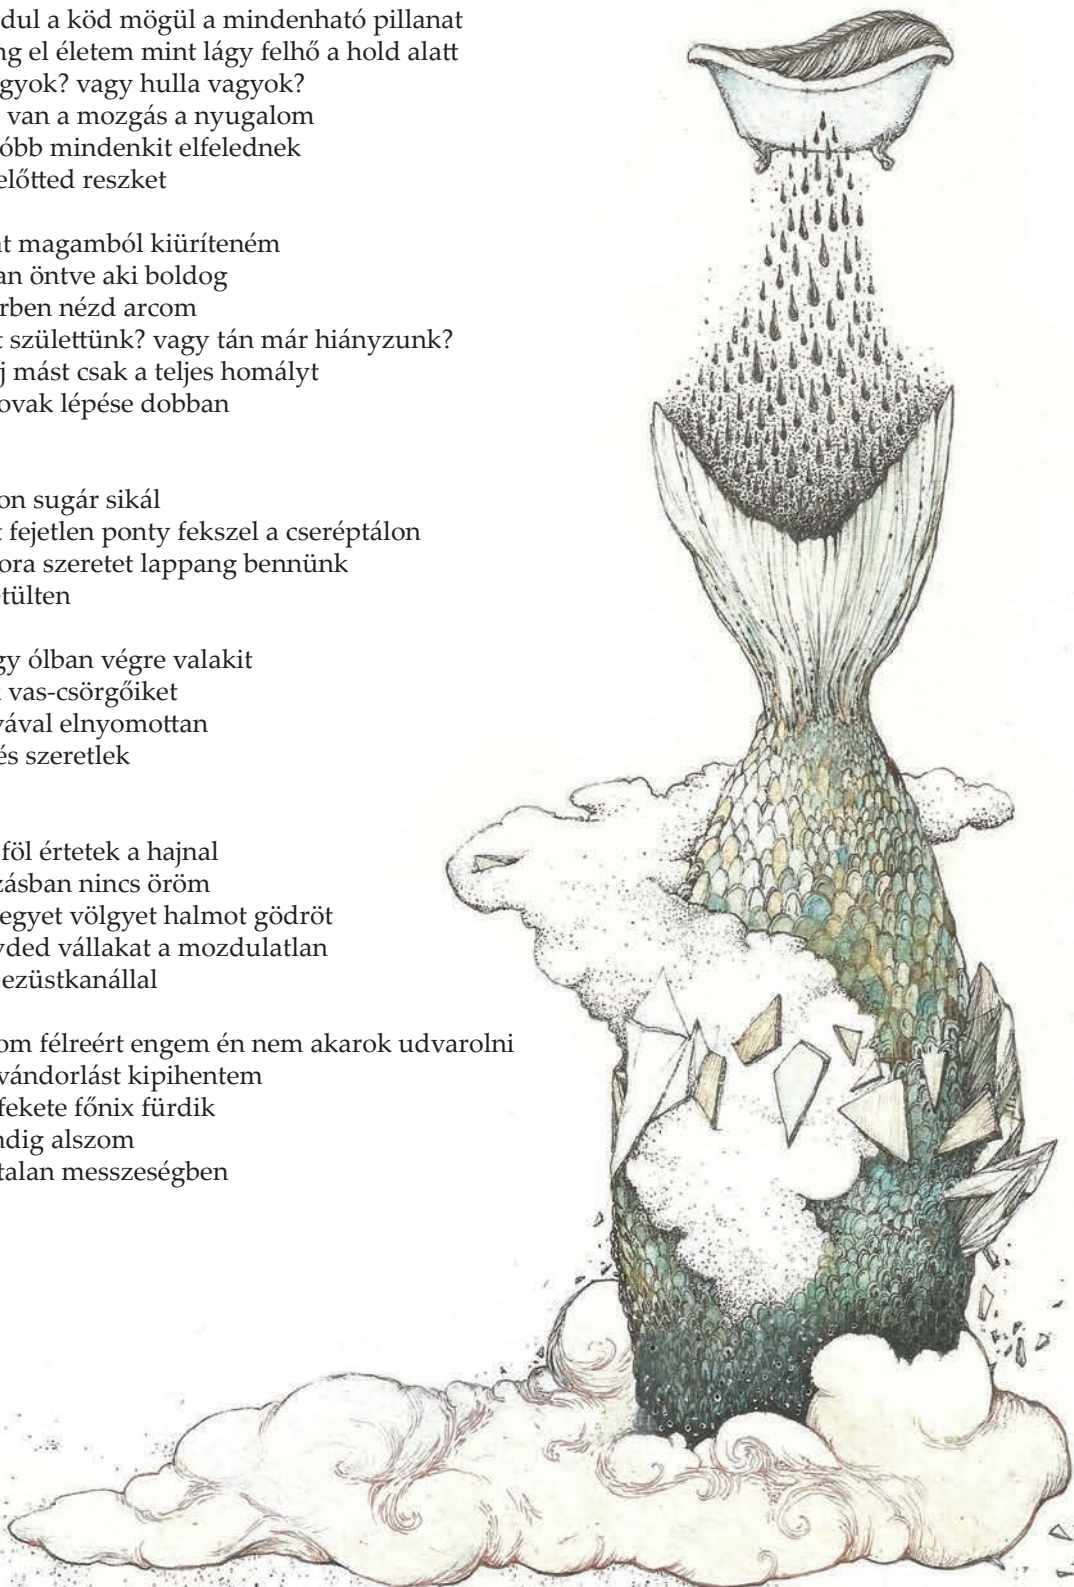 dul a köd mögül a mindenható pillanat
ng el életem mint lágy felhő a hold alatt
gyok? vagy hulla vagyok?
van a mozgás a nyugalom
óbb mindenkit elfelednek
előtted reszket
t magamból kiüríteném
an öntve aki boldog
rben nézd arcom
t születtünk? vagy tán már hiányzunk?
j mást csak a teljes homályt
ovak lépése dobban
on sugár sikál
t fejetlen ponty fekszel a cseréptálon
ora szeretet lappang bennünk
tülten
gy ólban végre valakit
vas-csörgőiket
vával elnyomottan
és szeretlek
föl értetek a hajnal
zásban nincs öröm
egyet völgyet halmot gödröt
yded vállakat a mozdulatlan
ezüstkanállal
om félreért engem én nem akarok udvarolni
vándorlást kipihentem
fekete főnix fürdik
ndig alszom
talan messzeségben